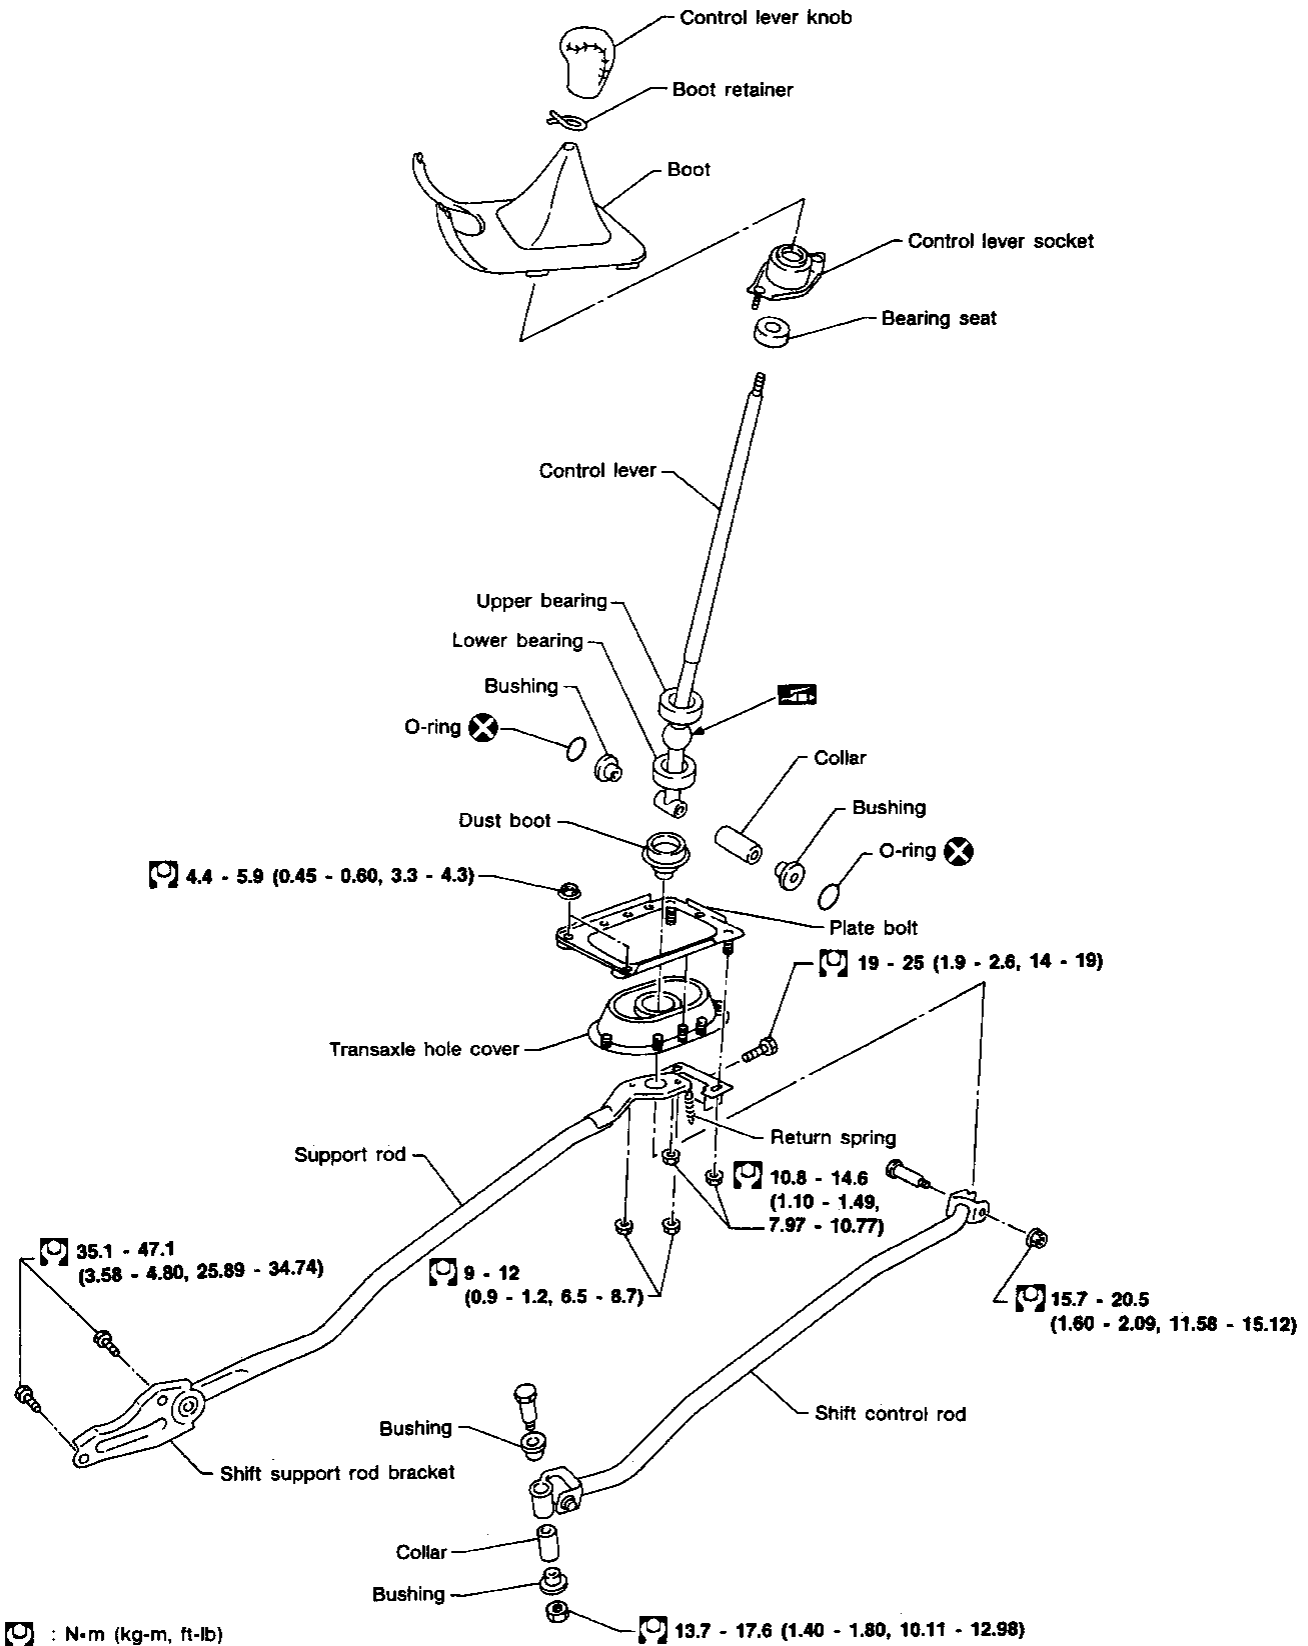 Control lever knob
Boot retainer
Boot
Control lever socket
Bearing seat
Control lever
Upper bearing
Lower bearing
Bushing
O-ring
Collar
Bushing
Dust boot
O-ring
4.4 - 5.9 (0.45 - 0.60, 3.3 - 4.3)
Plate bolt
19 - 25 (1.9 - 2.6, 14 - 19)
Transaxle hole cover
Return spring
Support rod
10.8 - 14.6
(1.10 - 1.49,
7.97 - 10.77)
35.1 - 47.1
(3.58 - 4.80, 25.89 - 34.74)
9 - 12
(0.9 - 1.2, 6.5 - 8.7)
15.7 - 20.5
(1.60 - 2.09, 11.58 - 15.12)
Shift control rod
Bushing
Shift support rod bracket
Collar
Bushing
13.7 - 17.6 (1.40 - 1.80, 10.11 - 12.98)
: N•m (kg-m, ft-lb)